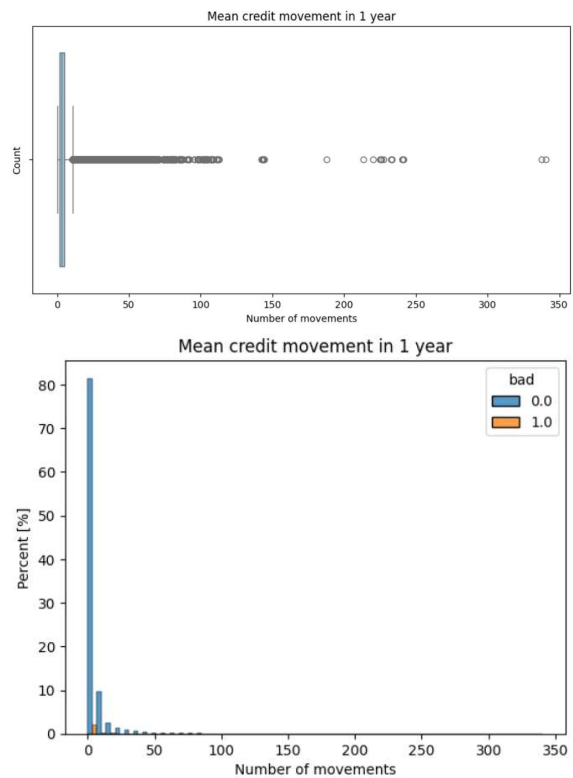 Mean credit movement in 1 year
Count
0 50 100 150 200 250 300 350
Number of movements
Mean credit movement in 1 year
bad
0.0
1.0
80
70
60
50
40
30
20
10
0
Percent [%]
0 50 100 150 200 250 300 350
Number of movements